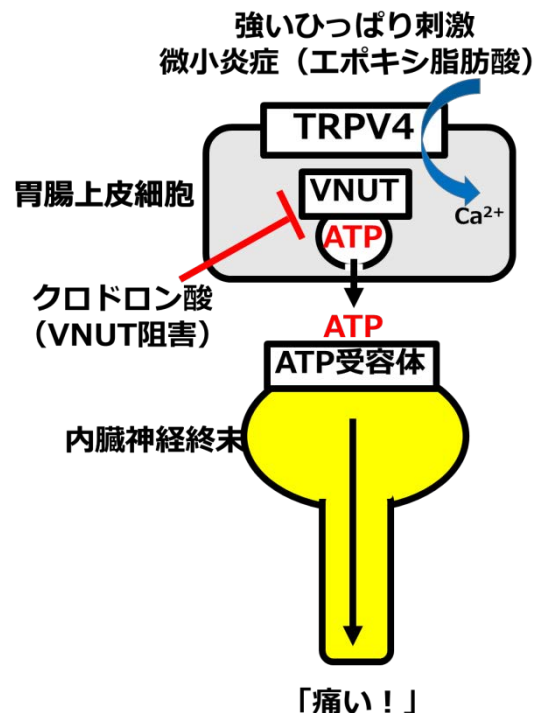 強いひっぱり刺激
微小炎症（エポキシ脂肪酸）
TRPV4
胃腸上皮細胞
VNUT
Ca²⁺
ATP
クロドロン酸
（VNUT阻害）
ATP
ATP受容体
内臓神経終末
「痛い！」